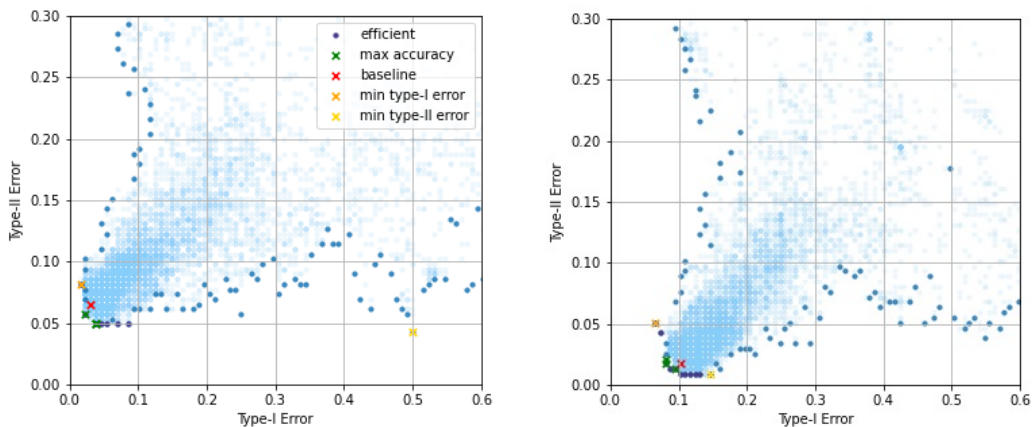 0.30
0.25
0.20
0.15
0.10
0.05
0.00
Type-II Error
0.0 0.1 0.2 0.3 0.4 0.5 0.6
Type-I Error
efficient
max accuracy
baseline
min type-I error
min type-II error
0.30
0.25
0.20
0.15
0.10
0.05
0.00
Type-II Error
0.0 0.1 0.2 0.3 0.4 0.5 0.6
Type-I Error